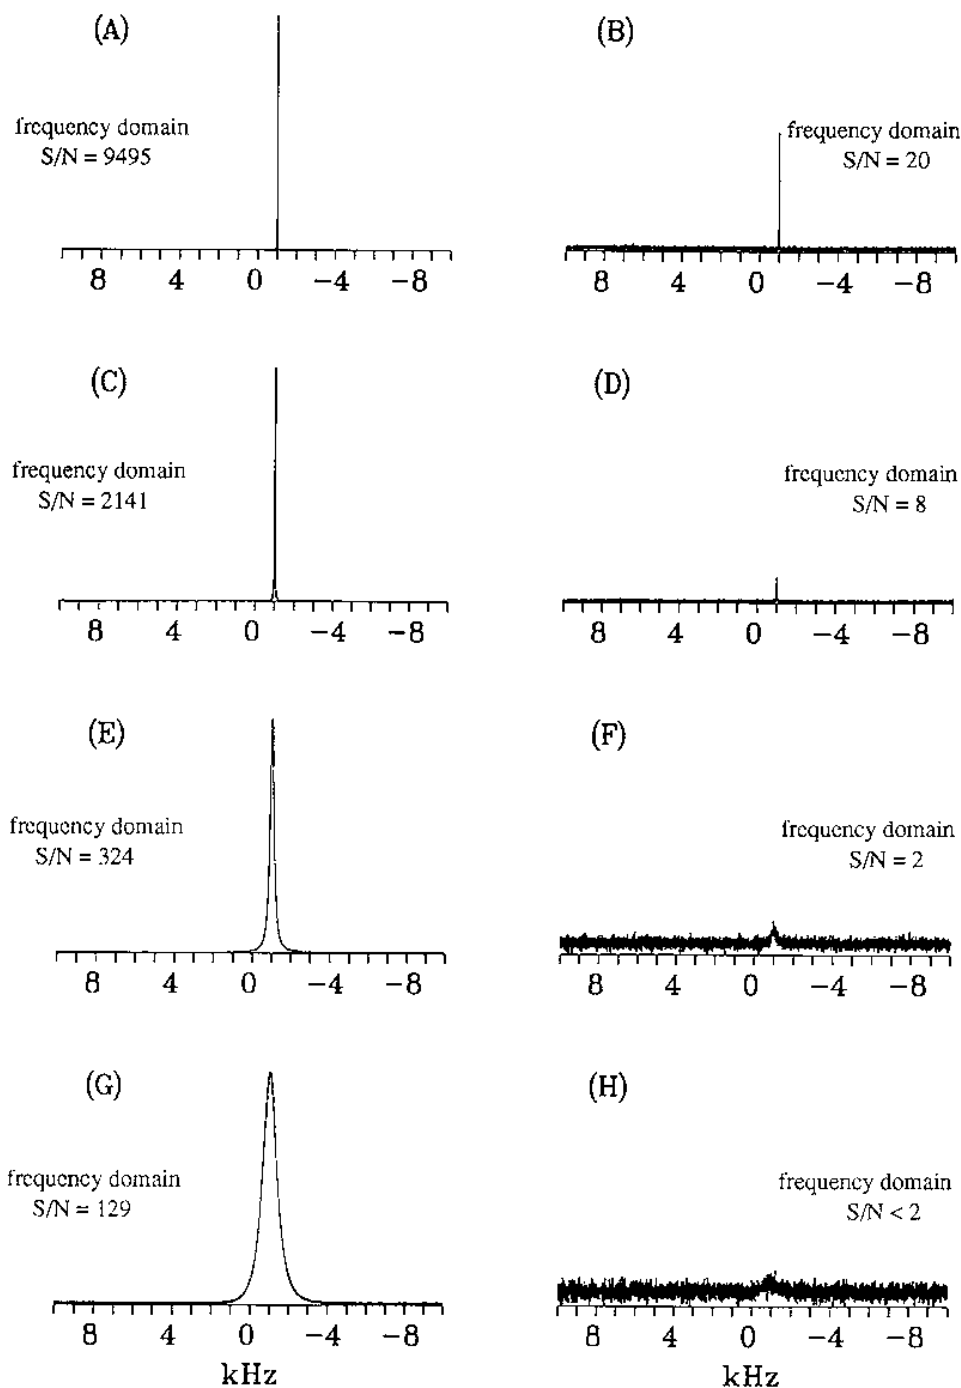 (A)
frequency domain
S/N = 9495
8 4 0 −4 −8
(B)
frequency domain
S/N = 20
8 4 0 −4 −8
(C)
frequency domain
S/N = 2141
8 4 0 −4 −8
(D)
frequency domain
S/N = 8
8 4 0 −4 −8
(E)
frequency domain
S/N = 324
8 4 0 −4 −8
(F)
frequency domain
S/N = 2
8 4 0 −4 −8
(G)
frequency domain
S/N = 129
8 4 0 −4 −8
kHz
(H)
frequency domain
S/N < 2
8 4 0 −4 −8
kHz